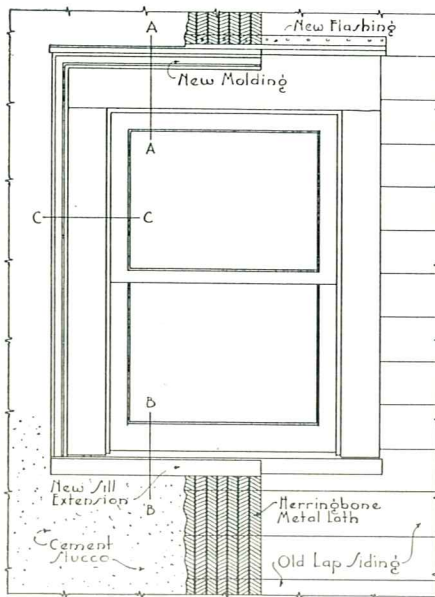 A
New Flashing
New Molding
A
C
C
B
New Sill
Extension
B
Herringbone
Metal Lath
Cement
Stucco
Old Lap Siding